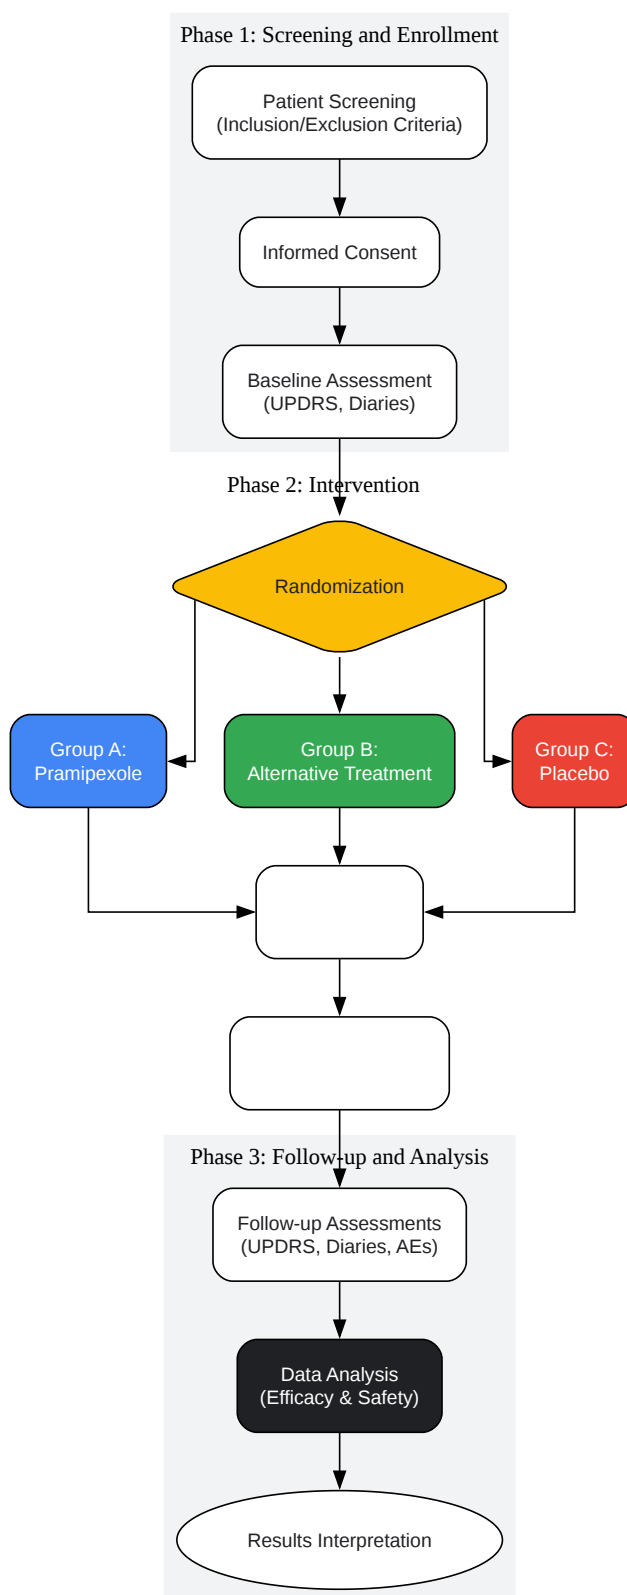 Phase 1: Screening and Enrollment
Patient Screening
(Inclusion/Exclusion Criteria)
Informed Consent
Baseline Assessment
(UPDRS, Diaries)
Phase 2: Intervention
Randomization
Group A:
Pramipexole
Group B:
Alternative Treatment
Group C:
Placebo
Phase 3: Follow-up and Analysis
Follow-up Assessments
(UPDRS, Diaries, AEs)
Data Analysis
(Efficacy & Safety)
Results Interpretation